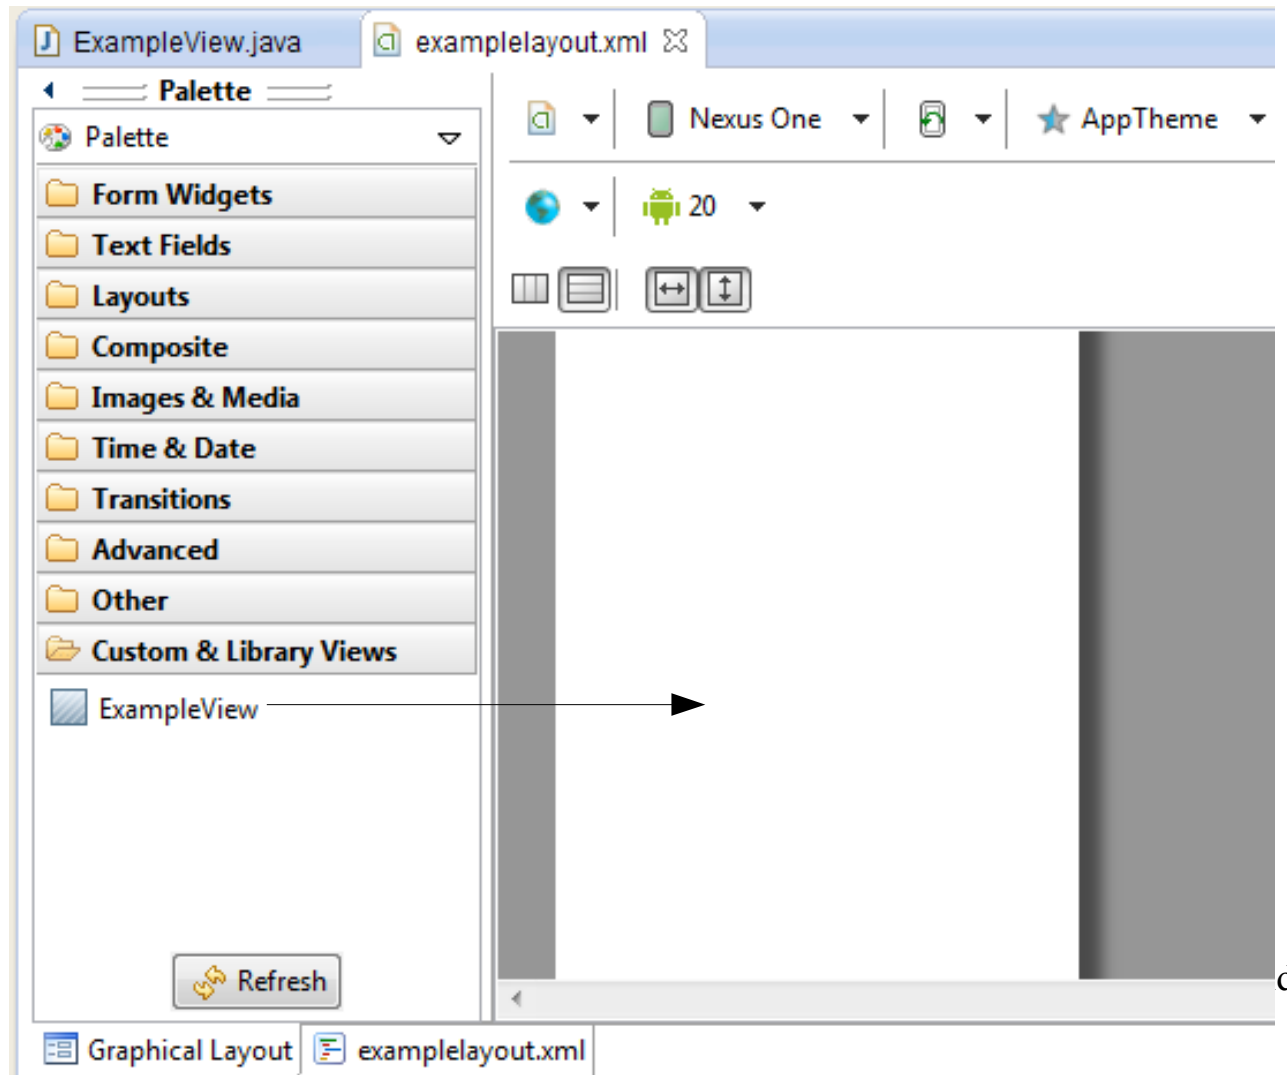 ExampleView.java examplelayout.xml
Palette
Palette
Nexus One AppTheme
Form Widgets
20
Text Fields
Layouts
Composite
Images & Media
Time & Date
Transitions
Advanced
Other
Custom & Library Views
ExampleView
Refresh
Graphical Layout examplelayout.xml